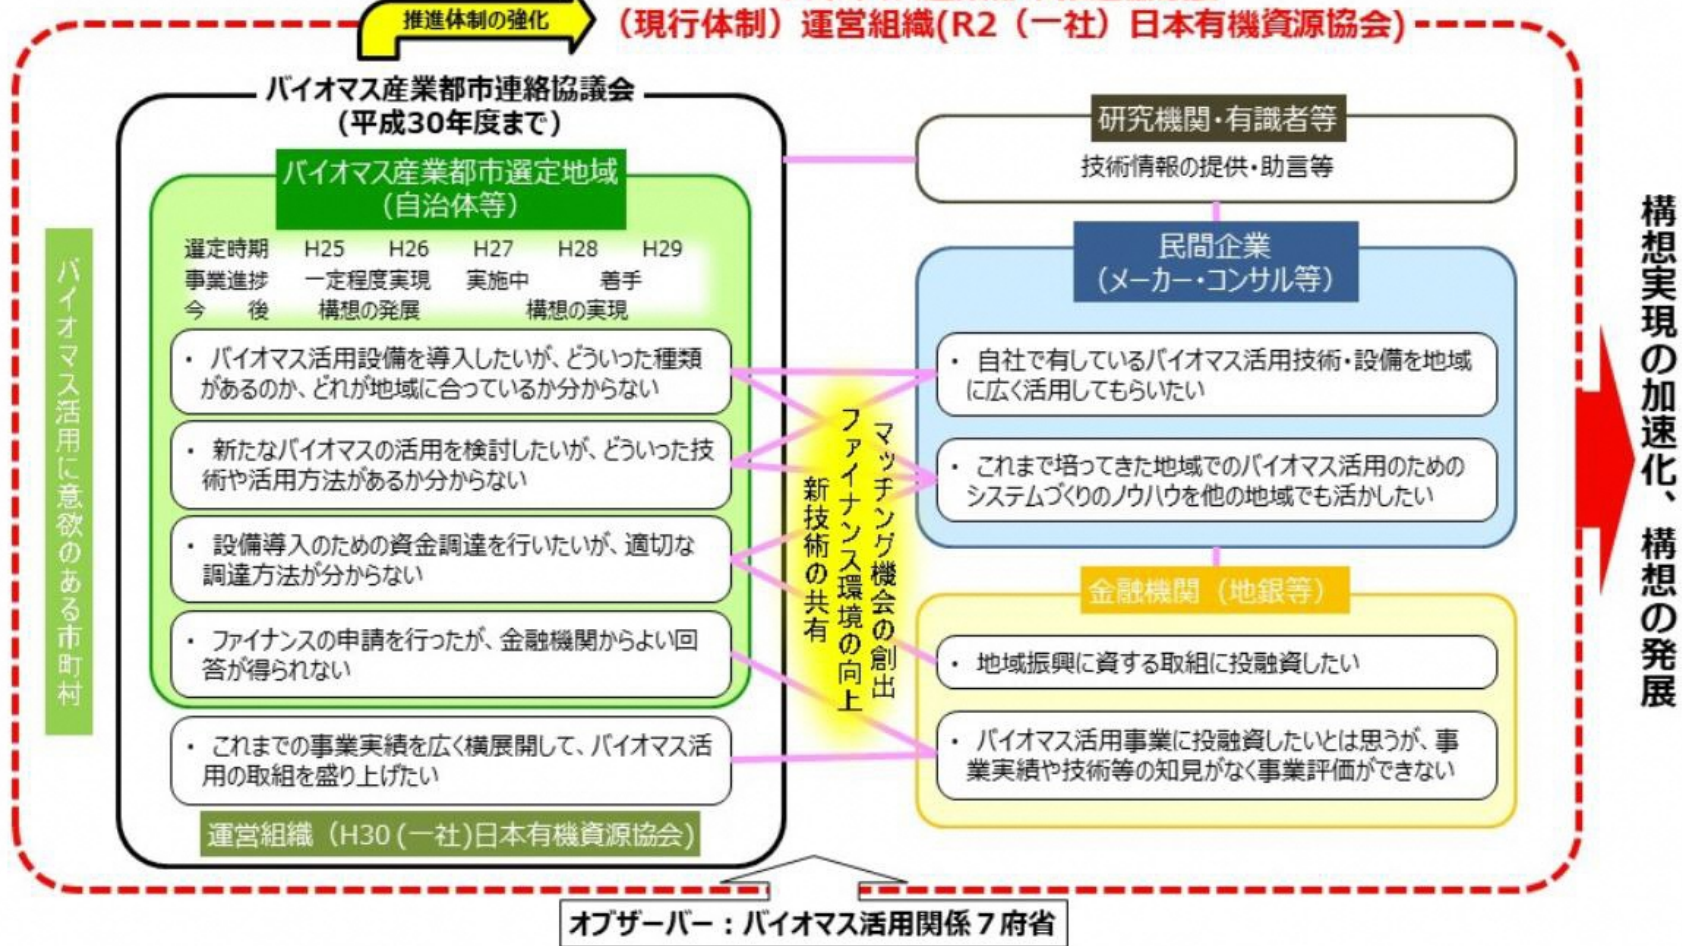 推進体制の強化
（現行体制）運営組織(R2（一社）日本有機資源協会)
バイオマス産業都市連絡協議会
（平成30年度まで）
バイオマス産業都市選定地域
(自治体等）
選定時期 H25 H26 H27 H28 H29
事業進捗 一定程度実現 実施中 着手
今 後 構想の発展 構想の実現
・ バイオマス活用設備を導入したいが、どういった種類
があるのか、どれが地域に合っているか分からない
・ 新たなバイオマスの活用を検討したいが、どういった技
術や活用方法があるか分からない
・ 設備導入のための資金調達を行いたいが、適切な
調達方法が分からない
・ ファイナンスの申請を行ったが、金融機関からよい回
答が得られない
・ これまでの事業実績を広く横展開して、バイオマス活
用の取組を盛り上げたい
運営組織（H30 (一社)日本有機資源協会)
バイオマス活用に意欲のある市町村
マッチング機会の創出
ファイナンス環境の向上
新技術の共有
研究機関・有識者等
技術情報の提供・助言等
民間企業
（メーカー・コンサル等）
・ 自社で有しているバイオマス活用技術・設備を地域
に広く活用してもらいたい
・ これまで培ってきた地域でのバイオマス活用のための
システムづくりのノウハウを他の地域でも活かしたい
金融機関（地銀等）
・ 地域振興に資する取組に投融資したい
・ バイオマス活用事業に投融資したいとは思うが、事
業実績や技術等の知見がなく事業評価ができない
構想実現の加速化、構想の発展
オブザーバー：バイオマス活用関係７府省